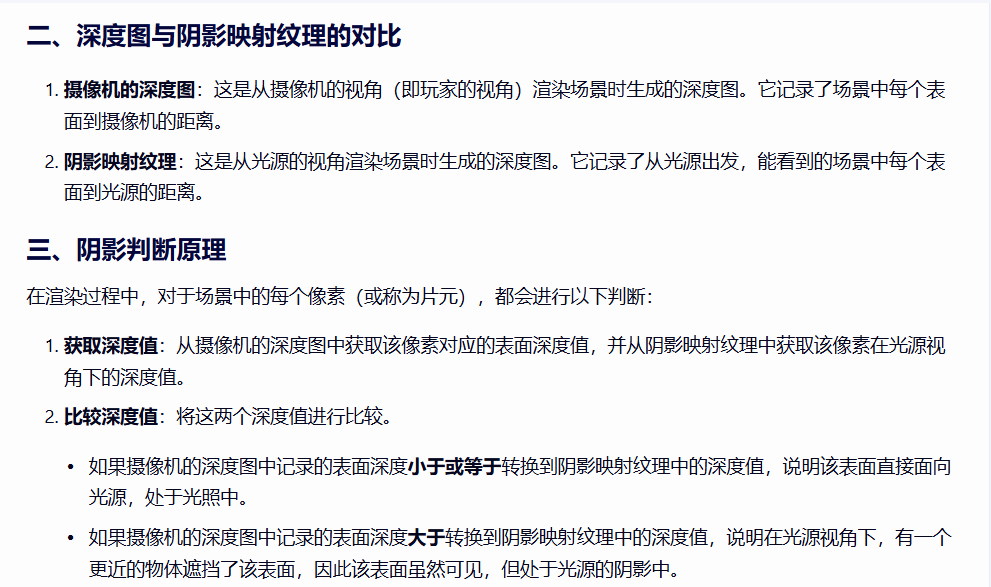 二、深度图与阴影映射纹理的对比
1. 摄像机的深度图：这是从摄像机的视角（即玩家的视角）渲染场景时生成的深度图。它记录了场景中每个表
面到摄像机的距离。
2. 阴影映射纹理：这是从光源的视角渲染场景时生成的深度图。它记录了从光源出发，能看到的场景中每个表
面到光源的距离。
三、阴影判断原理
在渲染过程中，对于场景中的每个像素（或称为片元），都会进行以下判断：
1. 获取深度值：从摄像机的深度图中获取该像素对应的表面深度值，并从阴影映射纹理中获取该像素在光源视
角下的深度值。
2. 比较深度值：将这两个深度值进行比较。
• 如果摄像机的深度图中记录的表面深度小于或等于转换到阴影映射纹理中的深度值，说明该表面直接面向
光源，处于光照中。
• 如果摄像机的深度图中记录的表面深度大于转换到阴影映射纹理中的深度值，说明在光源视角下，有一个
更近的物体遮挡了该表面，因此该表面虽然可见，但处于光源的阴影中。